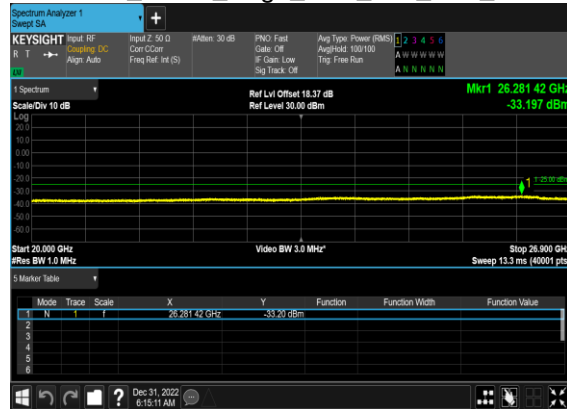 Spectrum Analyzer 1
Swept SA
KEYSIGHT Input: RF Input Z: 50 Ω #Atten: 30 dB PNO: Fast Avg Type: Power (RMS) 1 2 3 4 5 6
R T Coupling: DC Corr CCorr Gate: Off Avg|Hold: 100/100 A W W W W W
Align: Auto Freq Ref: Int (S) IF Gain: Low Trig: Free Run A N N N N N
Sig Track: Off
1 Spectrum Ref Lvl Offset 18.37 dB Mkr1 26.281 42 GHz
Scale/Div 10 dB Ref Level 30.00 dBm -33.197 dBm
Log
20.0
10.0
0.00
-10.0
-20.0
1 -25.00 dBm
-30.0
-40.0
-50.0
-60.0
Start 20.000 GHz Video BW 3.0 MHz* Stop 26.900 GHz
#Res BW 1.0 MHz Sweep 13.3 ms (40001 pts
5 Marker Table
Mode Trace Scale X Y Function Function Width Function Value
1 N 1 f 26.281 42 GHz -33.20 dBm
2
3
4
5
6
? Dec 31, 2022
6:15:11 AM